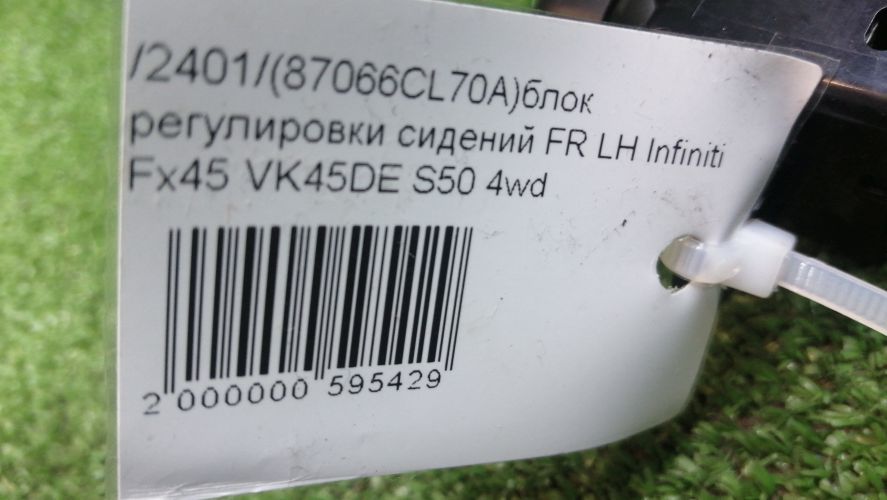 /2401/(87066CL70A)блок
регулировки сидений FR LH Infiniti
Fx45 VK45DE S50 4wd
2 000000 595429